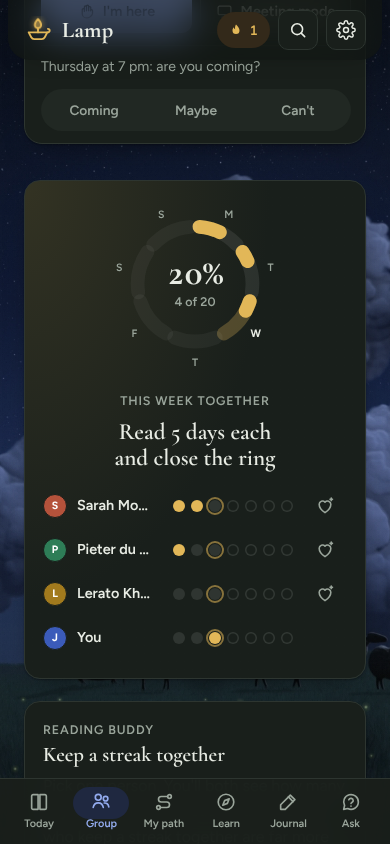 I'm here
Meeting mode
Lamp
1
Thursday at 7 pm: are you coming?
Coming Maybe Can't
S M
S T
20%
4 of 20
F W
T
THIS WEEK TOGETHER
Read 5 days each
and close the ring
S Sarah Mo...
P Pieter du ...
L Lerato Kh...
J You
READING BUDDY
Keep a streak together
Today Group My path Learn Journal Ask